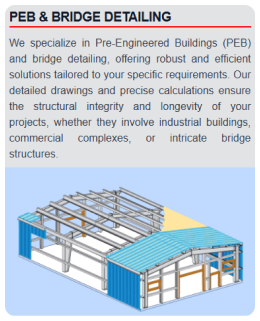 PEB & BRIDGE DETAILING
We specialize in Pre-Engineered Buildings (PEB)
and bridge detailing, offering robust and efficient
solutions tailored to your specific requirements. Our
detailed drawings and precise calculations ensure
the structural integrity and longevity of your
projects, whether they involve industrial buildings,
commercial complexes, or intricate bridge
structures.